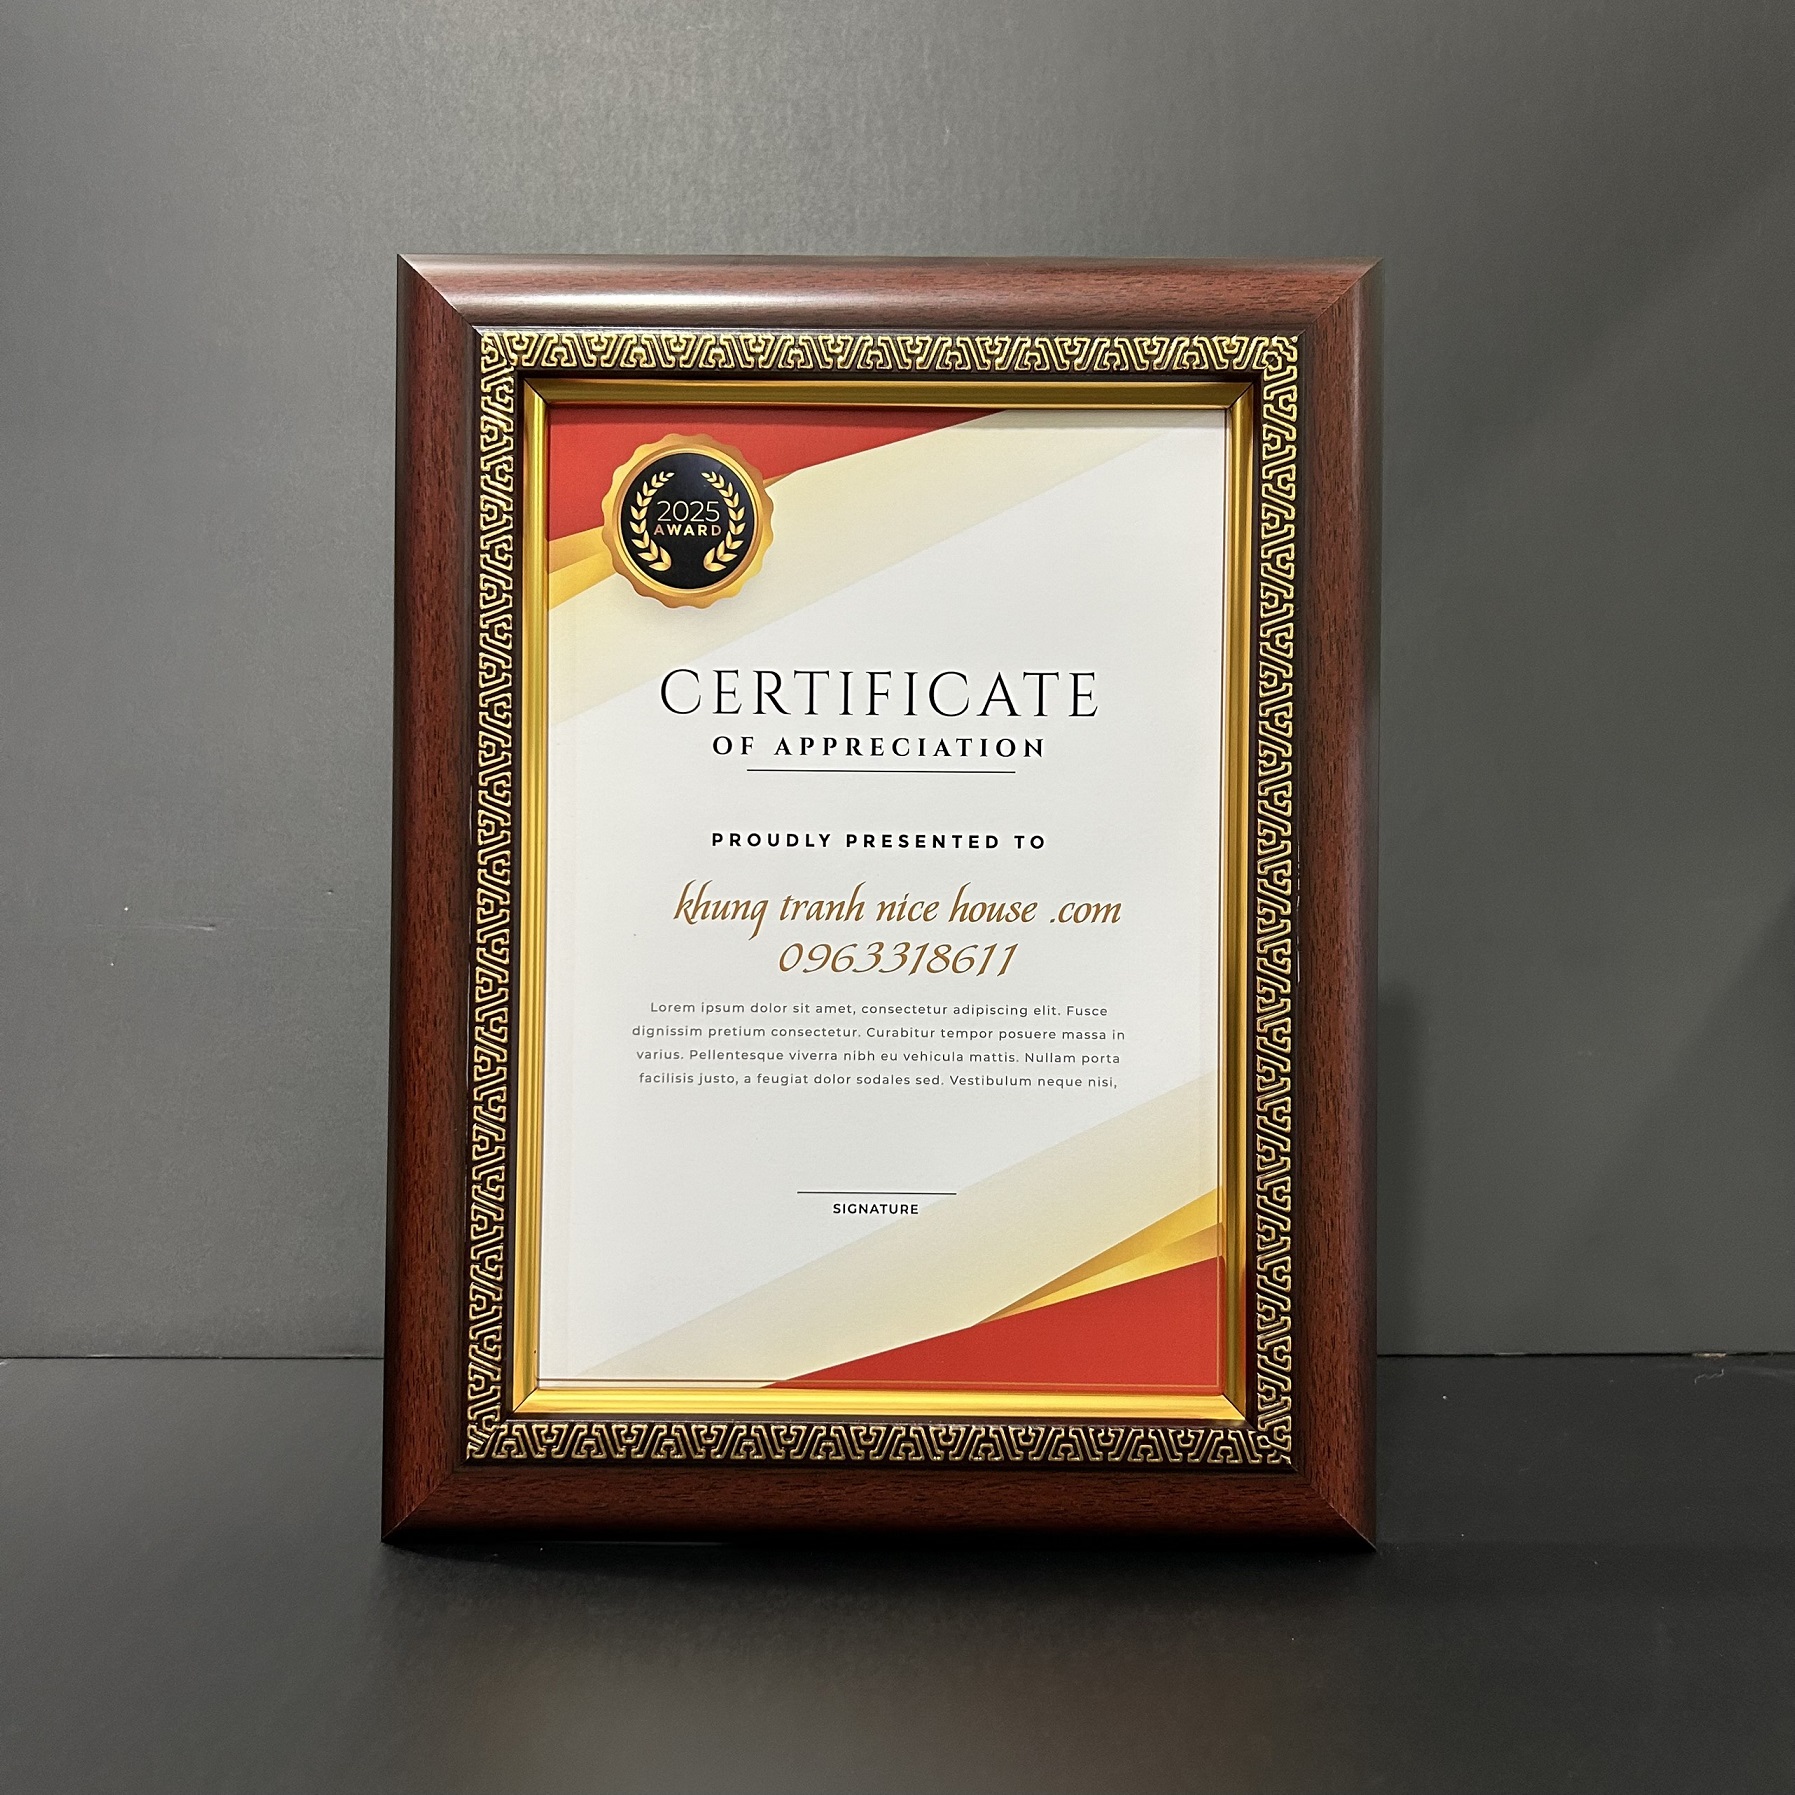 2025
AWARD
CERTIFICATE
OF APPRECIATION
PROUDLY PRESENTED TO
khung tranh nice house .com
0963318611
Lorem ipsum dolor sit amet, consectetur adipiscing elit. Fusce
dignissim pretium consectetur. Curabitur tempor posuere massa in
varius. Pellentesque viverra nibh eu vehicula mattis. Nullam porta
facilisis justo, a feugiat dolor sodales sed. Vestibulum neque nisi,
SIGNATURE